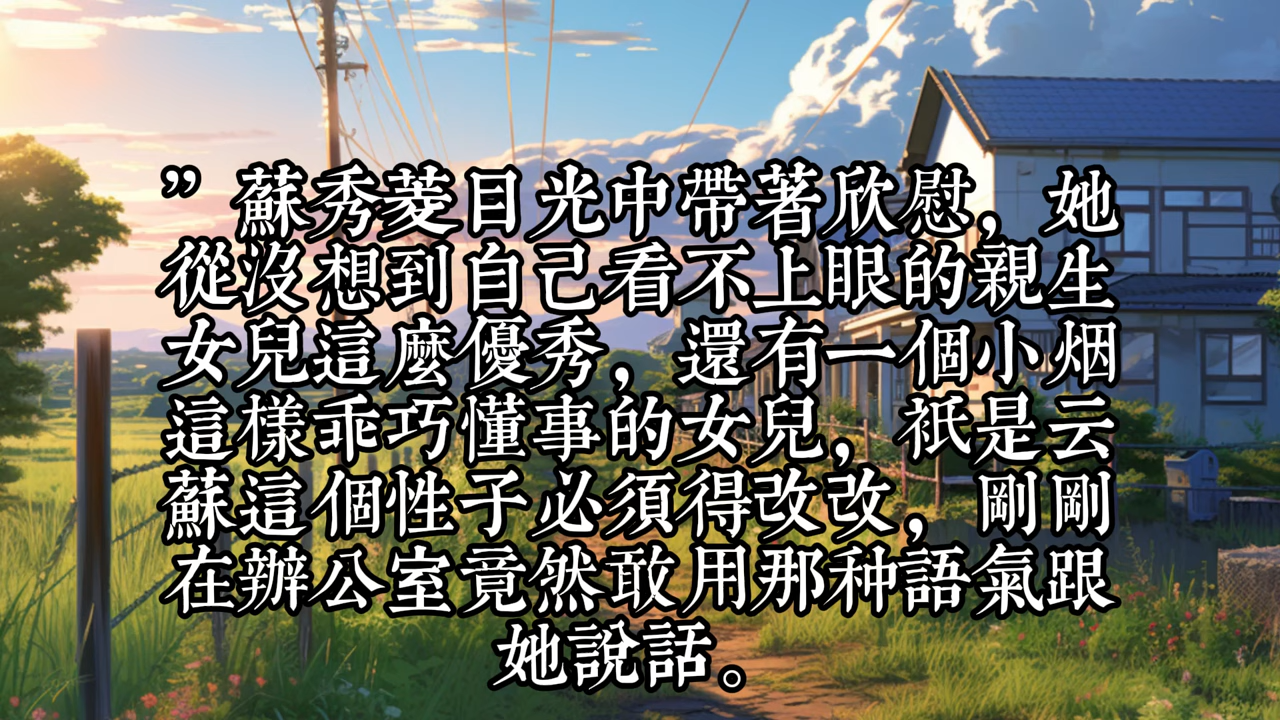 ”蘇秀菱目光中帶著欣慰，她
從沒想到自己看不上眼的親生
女兒這麼優秀，還有一個小烟
這樣乖巧懂事的女兒，祇是云
蘇這個性子必須得改改，剛剛
在辦公室竟然敢用那种語氣跟
她說話。